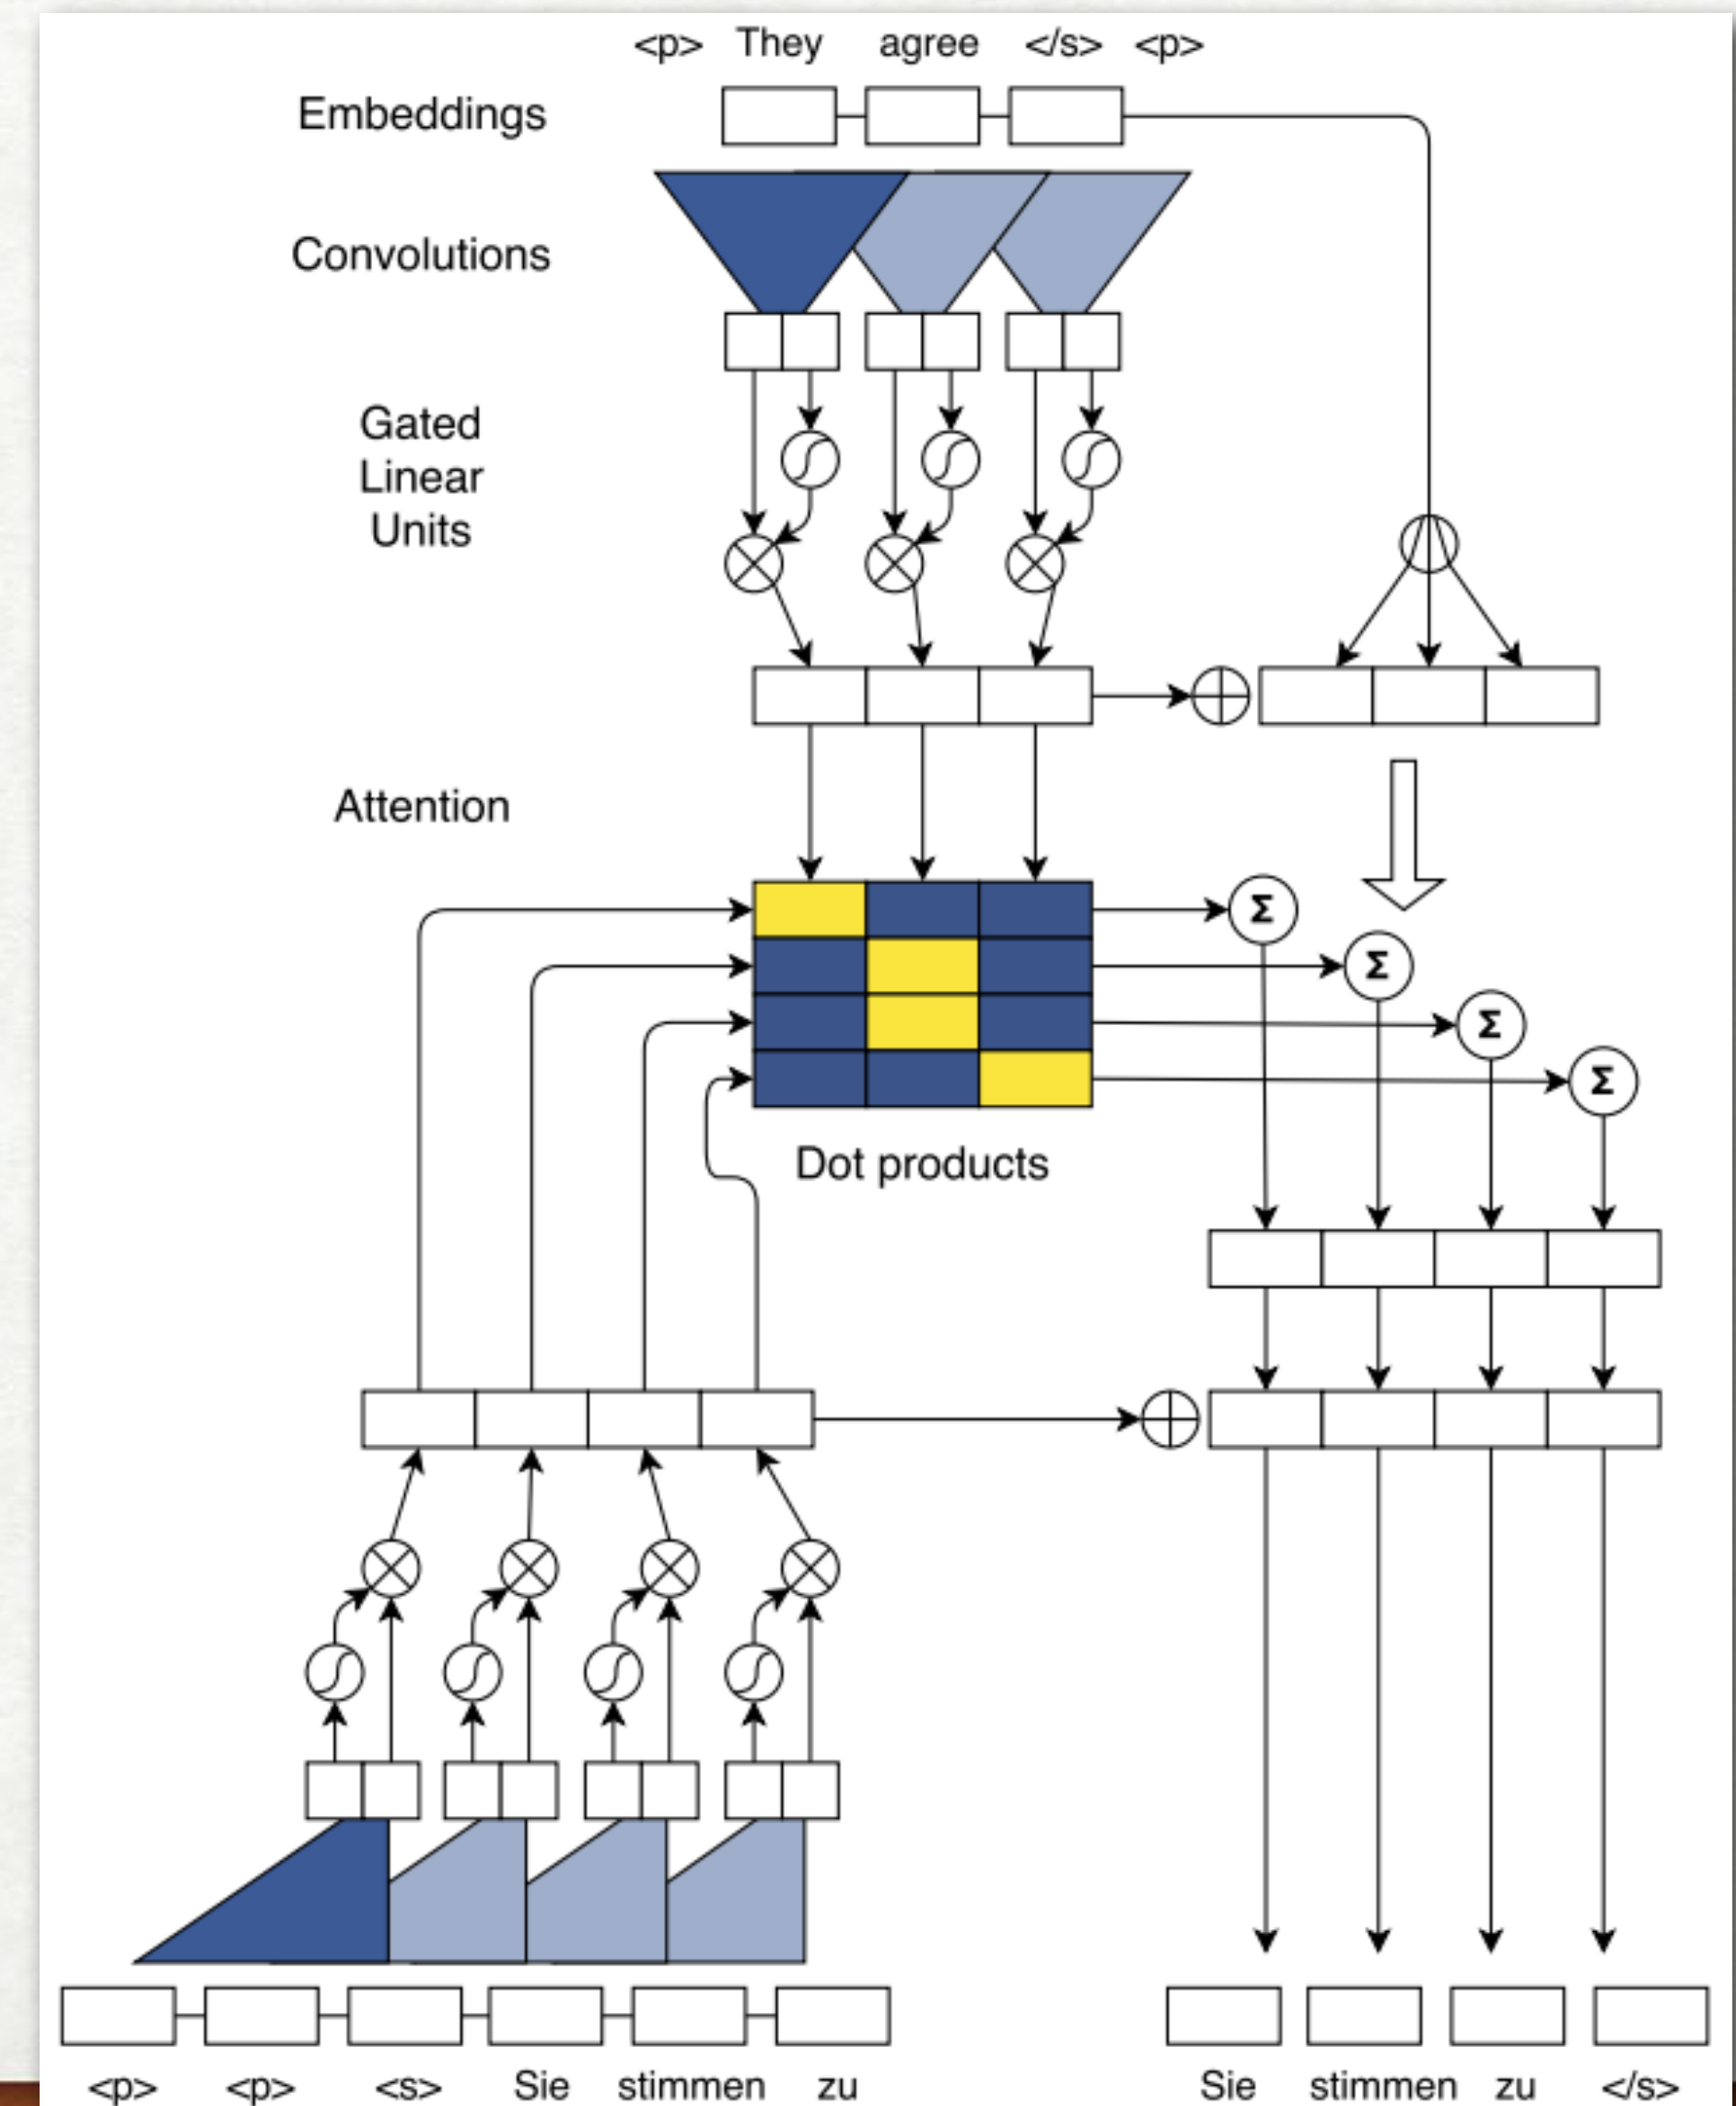 <p> They agree </s> <p>
Embeddings
Convolutions
Gated
Linear
Units
Attention
Σ
Σ
Σ
Σ
Dot products
<p> <p> <s> Sie stimmen zu
Sie stimmen zu </s>